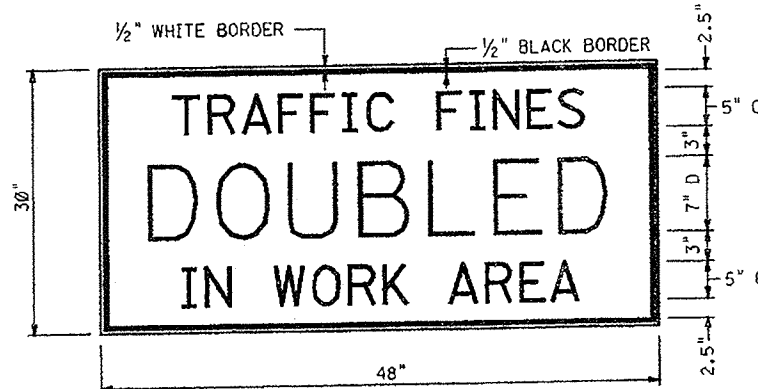 ½" WHITE BORDER
½" BLACK BORDER
2.5"
TRAFFIC FINES
5" C
3"
DOUBLED
7" D
30"
3"
IN WORK AREA
5"
2.5"
48"